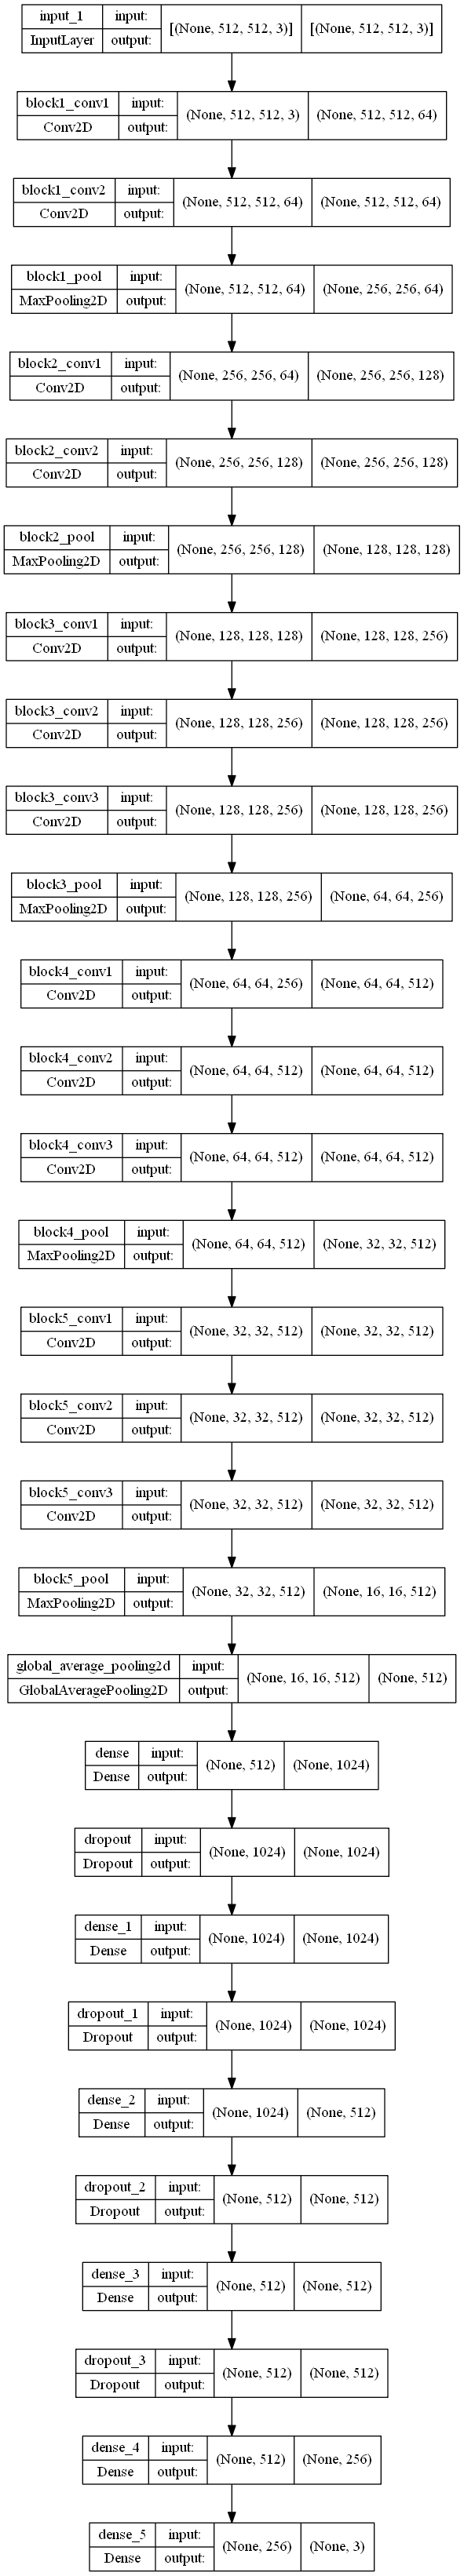 input_1 input: [(None, 512, 512, 3)] [(None, 512, 512, 3)]
InputLayer output:
block1_conv1 input: (None, 512, 512, 3) (None, 512, 512, 64)
Conv2D output:
block1_conv2 input: (None, 512, 512, 64) (None, 512, 512, 64)
Conv2D output:
block1_pool input: (None, 512, 512, 64) (None, 256, 256, 64)
MaxPooling2D output:
block2_conv1 input: (None, 256, 256, 64) (None, 256, 256, 128)
Conv2D output:
block2_conv2 input: (None, 256, 256, 128) (None, 256, 256, 128)
Conv2D output:
block2_pool input: (None, 256, 256, 128) (None, 128, 128, 128)
MaxPooling2D output:
block3_conv1 input: (None, 128, 128, 128) (None, 128, 128, 256)
Conv2D output:
block3_conv2 input: (None, 128, 128, 256) (None, 128, 128, 256)
Conv2D output:
block3_conv3 input: (None, 128, 128, 256) (None, 128, 128, 256)
Conv2D output:
block3_pool input: (None, 128, 128, 256) (None, 64, 64, 256)
MaxPooling2D output:
block4_conv1 input: (None, 64, 64, 256) (None, 64, 64, 512)
Conv2D output:
block4_conv2 input: (None, 64, 64, 512) (None, 64, 64, 512)
Conv2D output:
block4_conv3 input: (None, 64, 64, 512) (None, 64, 64, 512)
Conv2D output:
block4_pool input: (None, 64, 64, 512) (None, 32, 32, 512)
MaxPooling2D output:
block5_conv1 input: (None, 32, 32, 512) (None, 32, 32, 512)
Conv2D output:
block5_conv2 input: (None, 32, 32, 512) (None, 32, 32, 512)
Conv2D output:
block5_conv3 input: (None, 32, 32, 512) (None, 32, 32, 512)
Conv2D output:
block5_pool input: (None, 32, 32, 512) (None, 16, 16, 512)
MaxPooling2D output:
global_average_pooling2d input: (None, 16, 16, 512) (None, 512)
GlobalAveragePooling2D output:
dense input: (None, 512) (None, 1024)
Dense output:
dropout input: (None, 1024) (None, 1024)
Dropout output:
dense_1 input: (None, 1024) (None, 1024)
Dense output:
dropout_1 input: (None, 1024) (None, 1024)
Dropout output:
dense_2 input: (None, 1024) (None, 512)
Dense output:
dropout_2 input: (None, 512) (None, 512)
Dropout output:
dense_3 input: (None, 512) (None, 512)
Dense output:
dropout_3 input: (None, 512) (None, 512)
Dropout output:
dense_4 input: (None, 512) (None, 256)
Dense output:
dense_5 input: (None, 256) (None, 3)
Dense output: